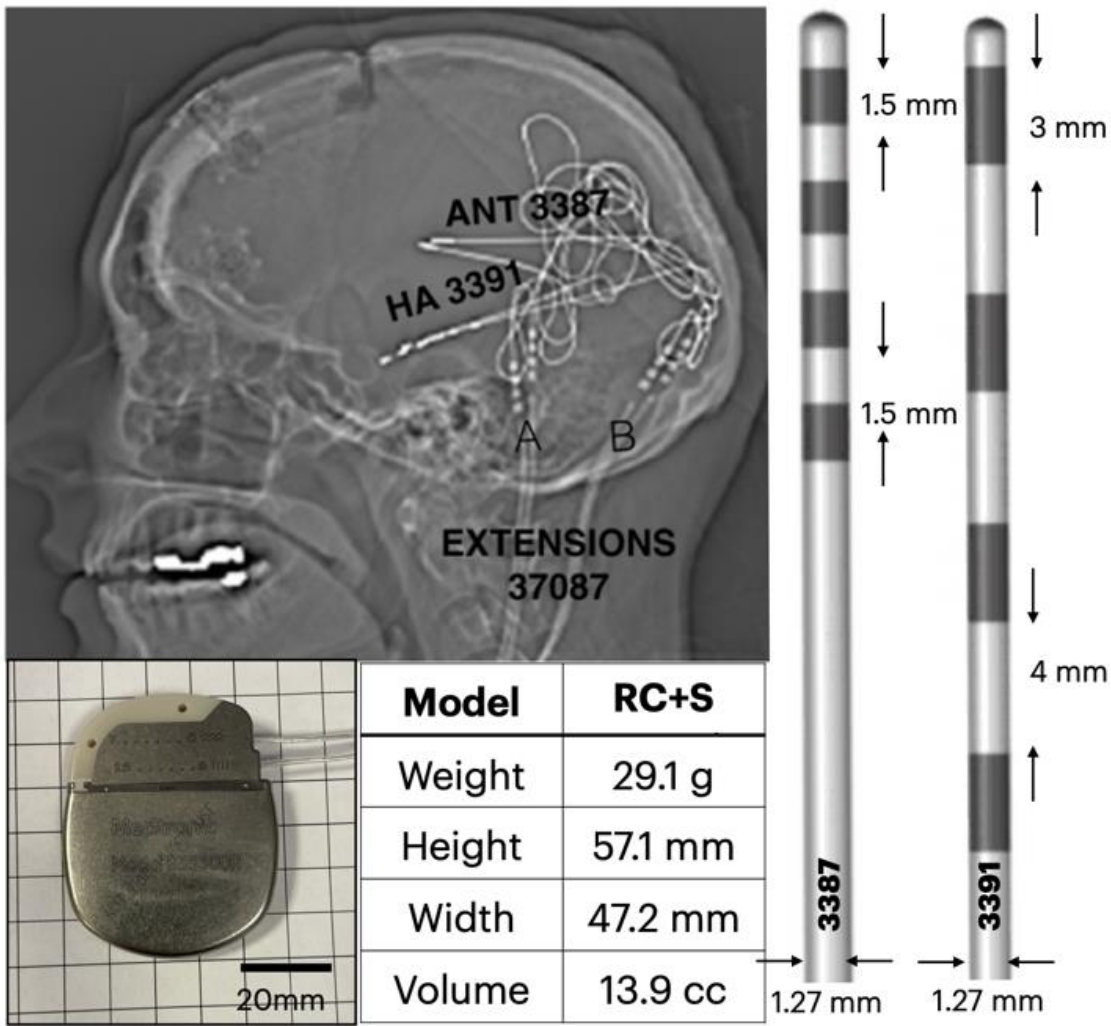 ANT 3387
HA 3391
A
B
EXTENSIONS
37087
1.5 mm
1.5 mm
3387
1.27 mm
3 mm
4 mm
3391
1.27 mm
Medtronic
20mm
Model RC+S
Weight 29.1 g
Height 57.1 mm
Width 47.2 mm
Volume 13.9 cc